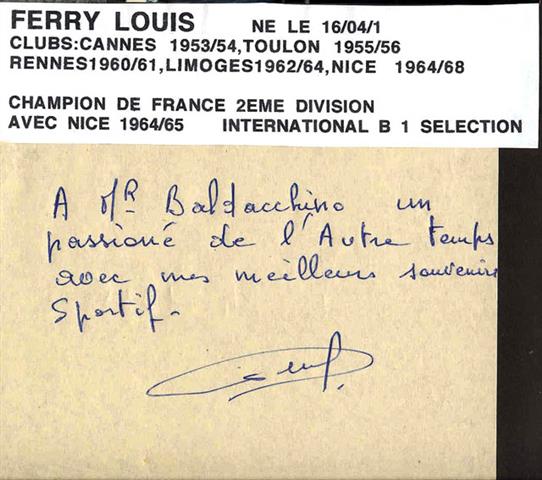 FERRY LOUIS NE LE 16/04/1
CLUBS:CANNES 1953/54,TOULON 1955/56
RENNES1960/61,LIMOGES1962/64,NICE 1964/68
CHAMPION DE FRANCE 2EME DIVISION
AVEC NICE 1964/65 INTERNATIONAL B 1 SELECTION
A Mr Baldacchino un
passioné de l'Autre temps
avec mes meilleurs souvenirs
Sportif.